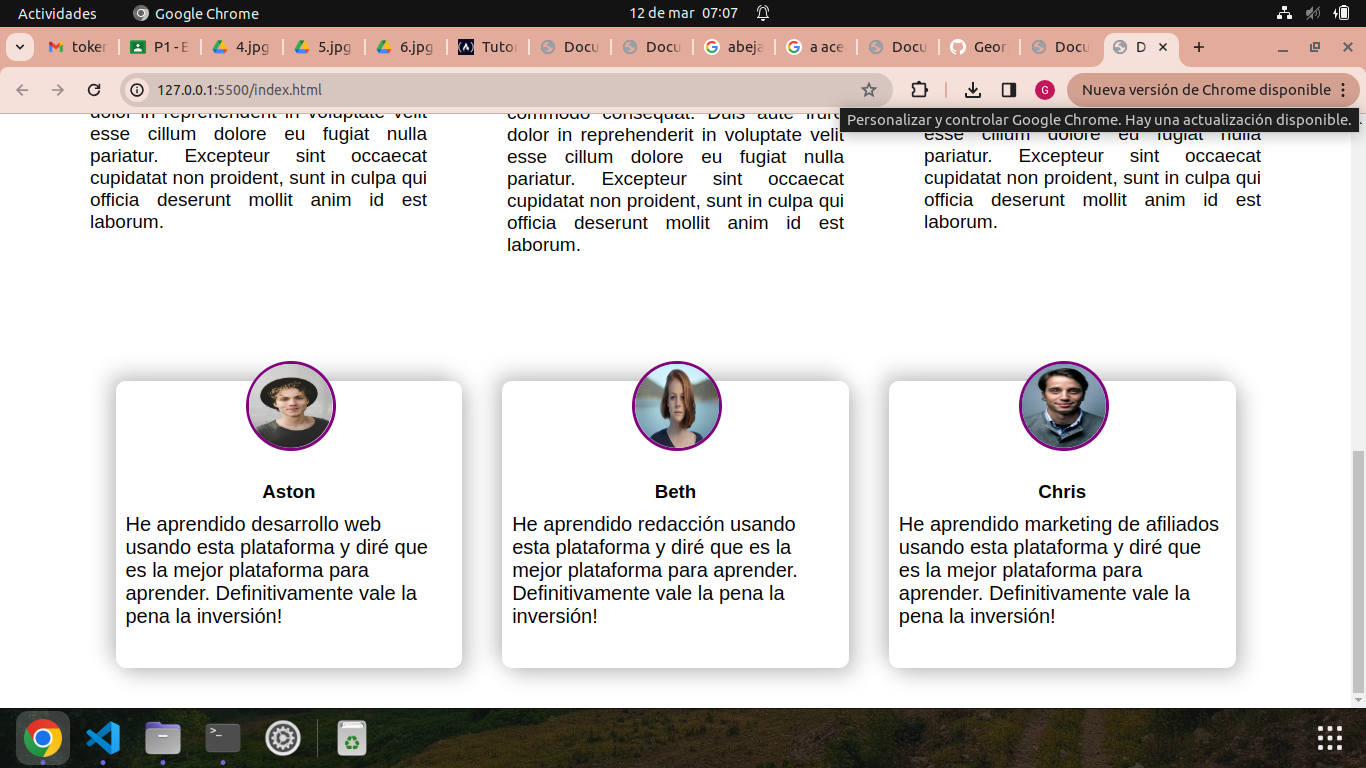 Actividades
Google Chrome
12 de mar 07:07
toker
P1 - E
4.jpg
5.jpg
6.jpg
Tuto
Docu
Docu
abeja
a ace
Docu
Geor
Docu
D
127.0.0.1:5500/index.html
G
Nueva versión de Chrome disponible
Personalizar y controlar Google Chrome. Hay una actualización disponible.
dolor in reprehenderit in voluptate velit
esse cillum dolore eu fugiat nulla
pariatur. Excepteur sint occaecat
cupidatat non proident, sunt in culpa qui
officia deserunt mollit anim id est
laborum.
commodo consequat. Duis aute irure
dolor in reprehenderit in voluptate velit
esse cillum dolore eu fugiat nulla
pariatur. Excepteur sint occaecat
cupidatat non proident, sunt in culpa qui
officia deserunt mollit anim id est
laborum.
esse cillum dolore eu fugiat nulla
pariatur. Excepteur sint occaecat
cupidatat non proident, sunt in culpa qui
officia deserunt mollit anim id est
laborum.
Aston
He aprendido desarrollo web
usando esta plataforma y diré que
es la mejor plataforma para
aprender. Definitivamente vale la
pena la inversión!
Beth
He aprendido redacción usando
esta plataforma y diré que es la
mejor plataforma para aprender.
Definitivamente vale la pena la
inversión!
Chris
He aprendido marketing de afiliados
usando esta plataforma y diré que
es la mejor plataforma para
aprender. Definitivamente vale la
pena la inversión!